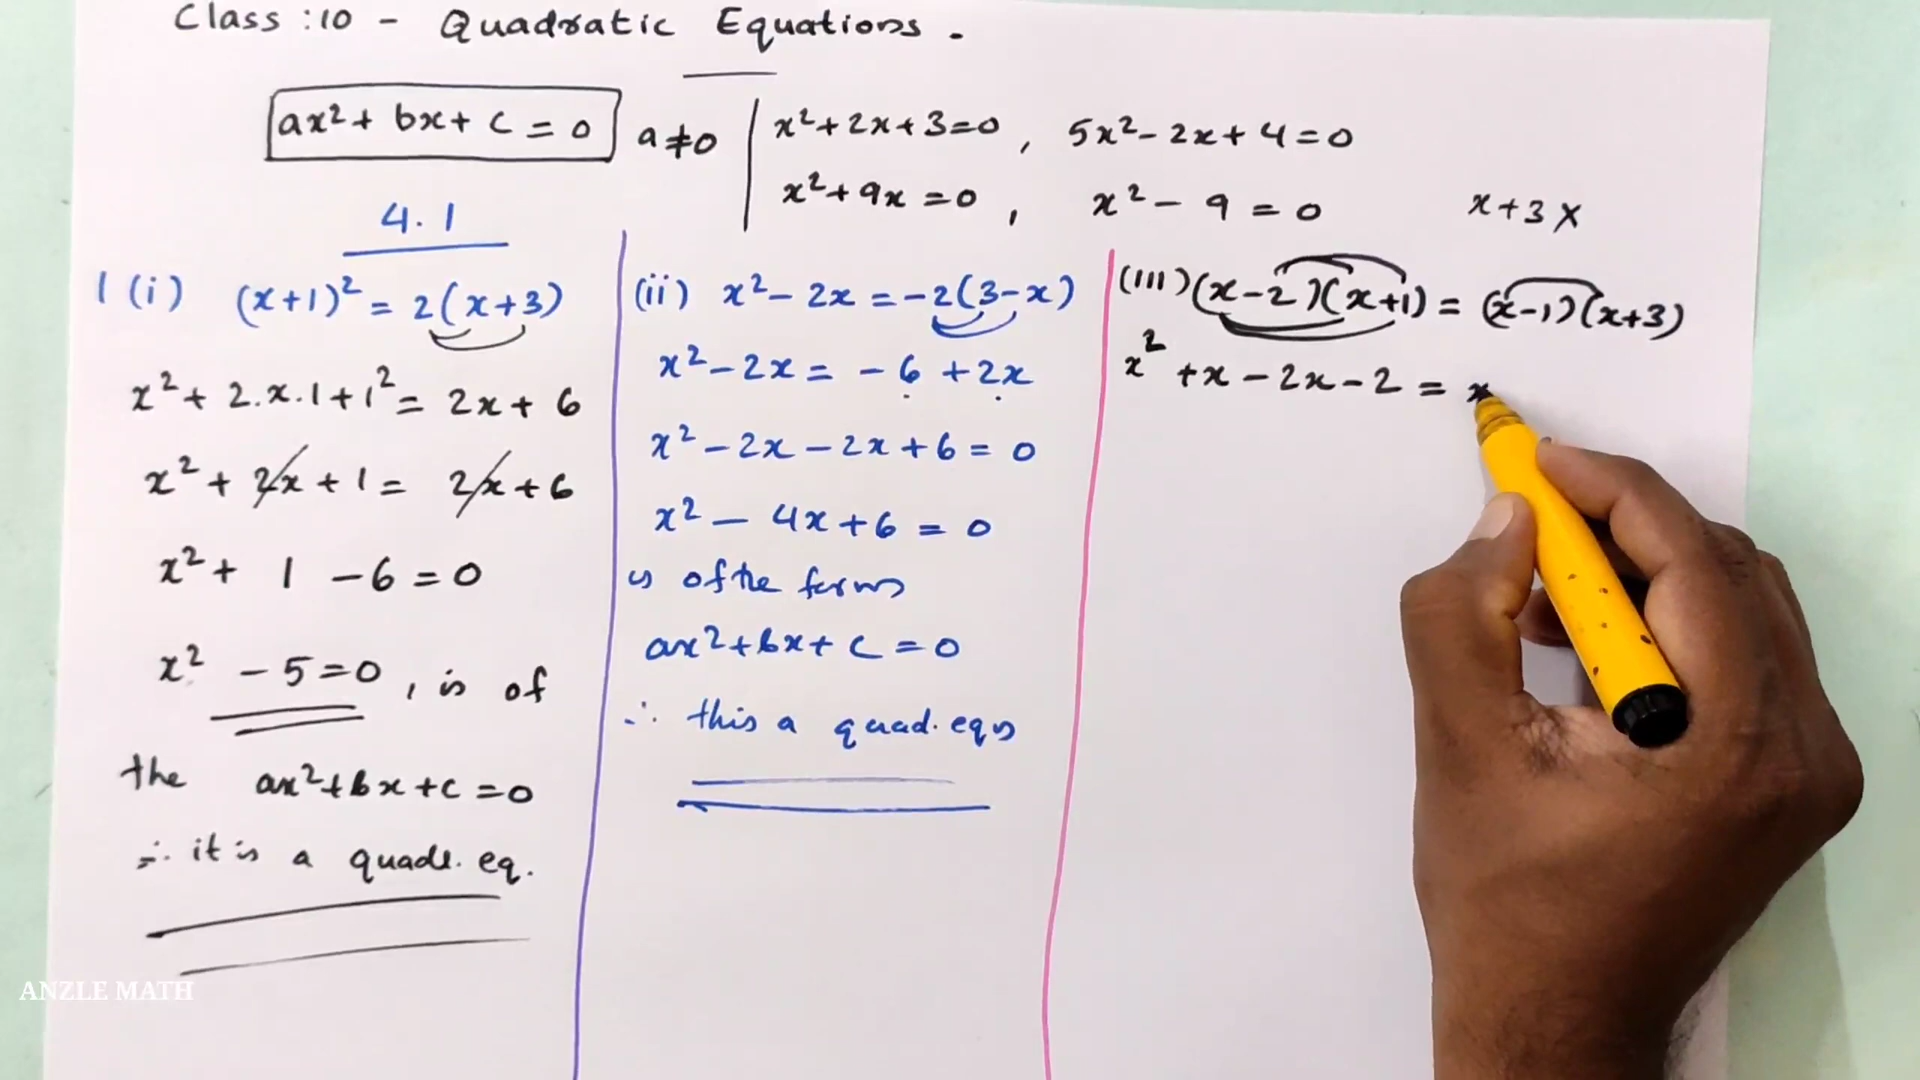 Class : 10 - Quadratic Equations.
ax² + bx + c = 0 a ≠ 0
x² + 2x + 3 = 0 , 5x² - 2x + 4 = 0
x² + 9x = 0 , x² - 9 = 0 x + 3 X
4.1
1 (i) (x+1)² = 2(x+3)
x² + 2.x.1 + 1² = 2x + 6
x² + 2x + 1 = 2x + 6
x² + 1 - 6 = 0
x² - 5 = 0 , is of
the ax² + bx + c = 0
∴ it is a quad. eq.
(ii) x² - 2x = -2(3-x)
x² - 2x = - 6 + 2x
x² - 2x - 2x + 6 = 0
x² - 4x + 6 = 0
is of the form
ax² + bx + c = 0
∴ this a quad. eqn
(iii) (x-2)(x+1) = (x-1)(x+3)
x² + x - 2x - 2 = x
ANZLE MATH